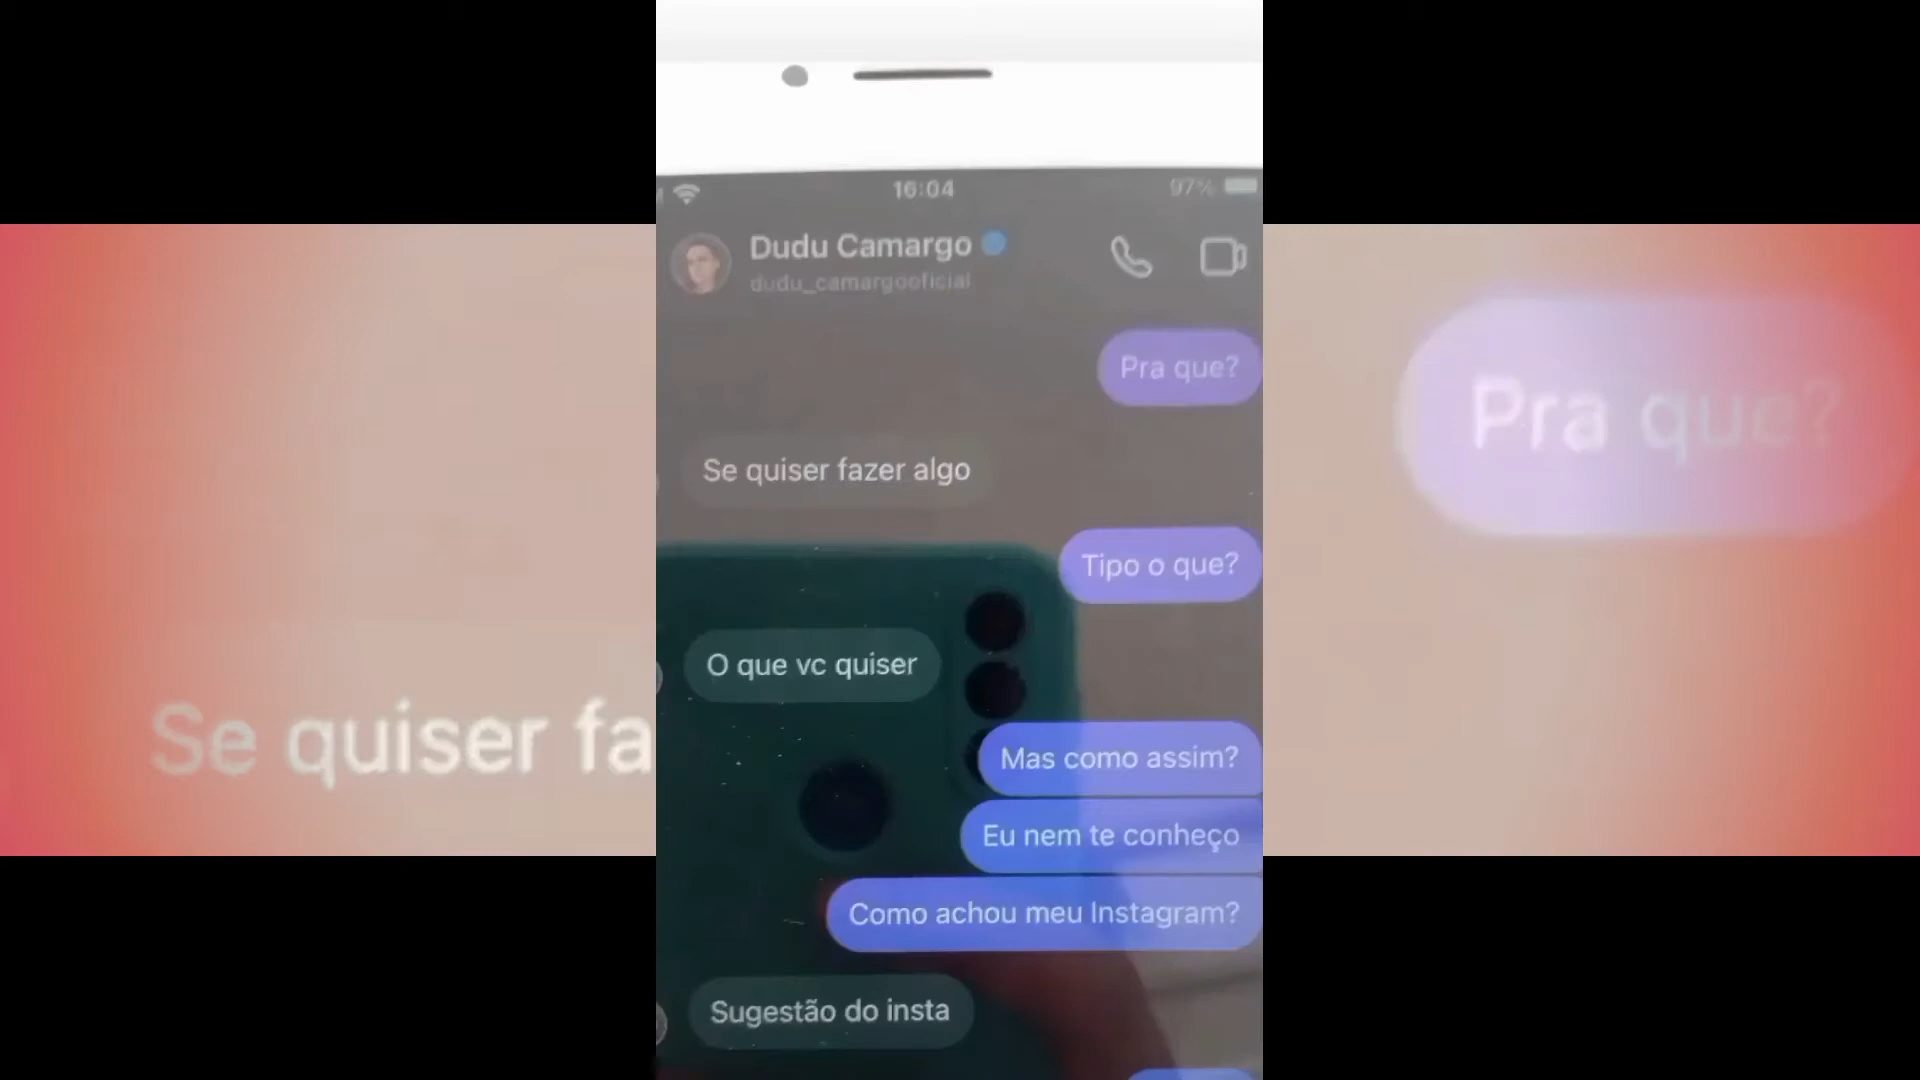 16:04
97%
Dudu Camargo
dudu_camargooficial
Pra que?
Se quiser fazer algo
Tipo o que?
O que vc quiser
Mas como assim?
Eu nem te conheço
Como achou meu Instagram?
Sugestão do insta
Se quiser fa
Pra que?